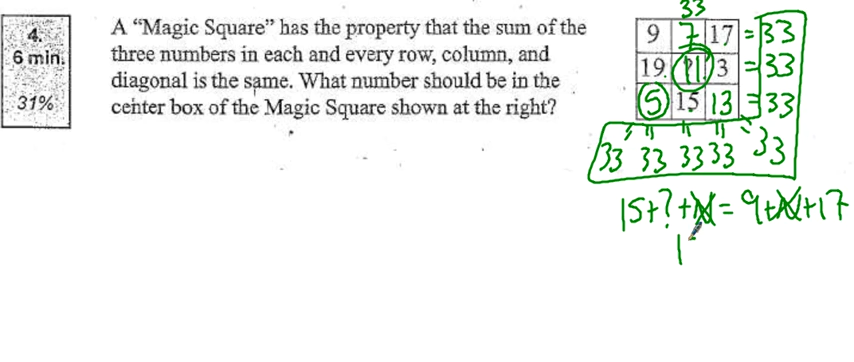 4.
6 min.
31%
A “Magic Square” has the property that the sum of the
three numbers in each and every row, column, and
diagonal is the same. What number should be in the
center box of the Magic Square shown at the right?
33
9 7 17 = 33
19 11 3 = 33
5 15 13 = 33
33 33 33 33 33
15+?+N = 9+N+17
1